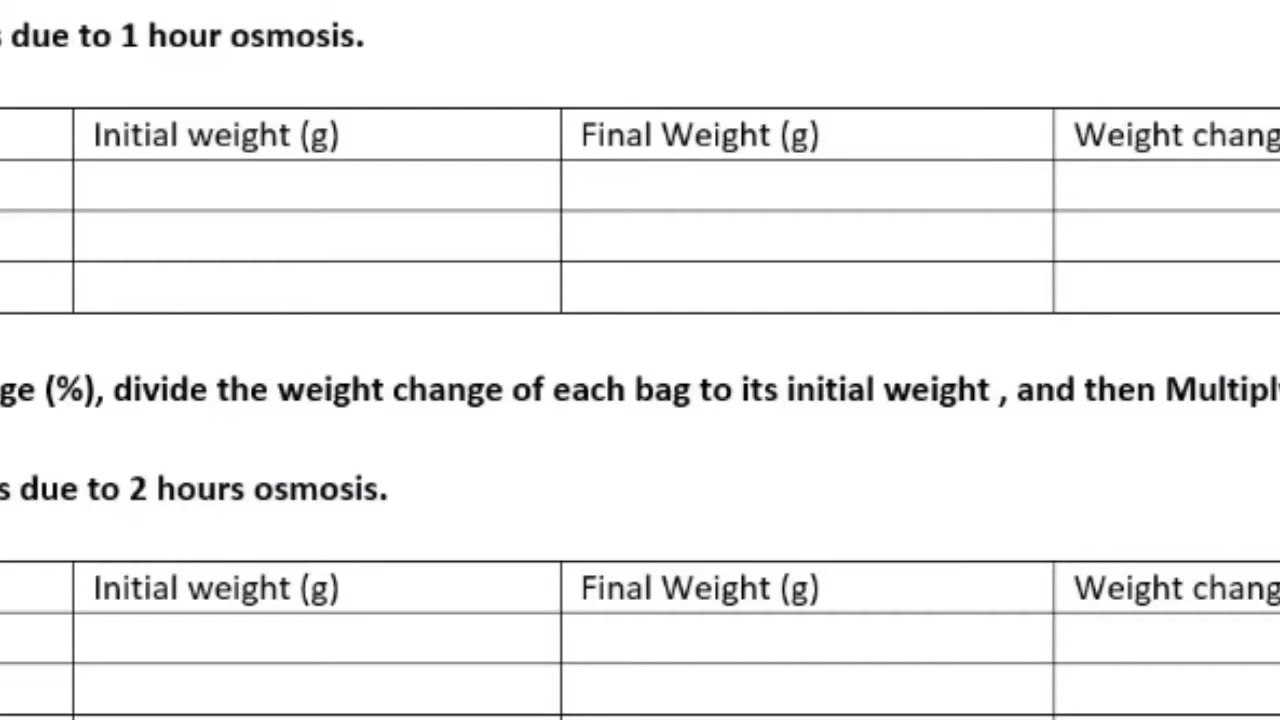 s due to 1 hour osmosis.
Initial weight (g) Final Weight (g) Weight chang
ge (%), divide the weight change of each bag to its initial weight , and then Multiply
s due to 2 hours osmosis.
Initial weight (g) Final Weight (g) Weight chang